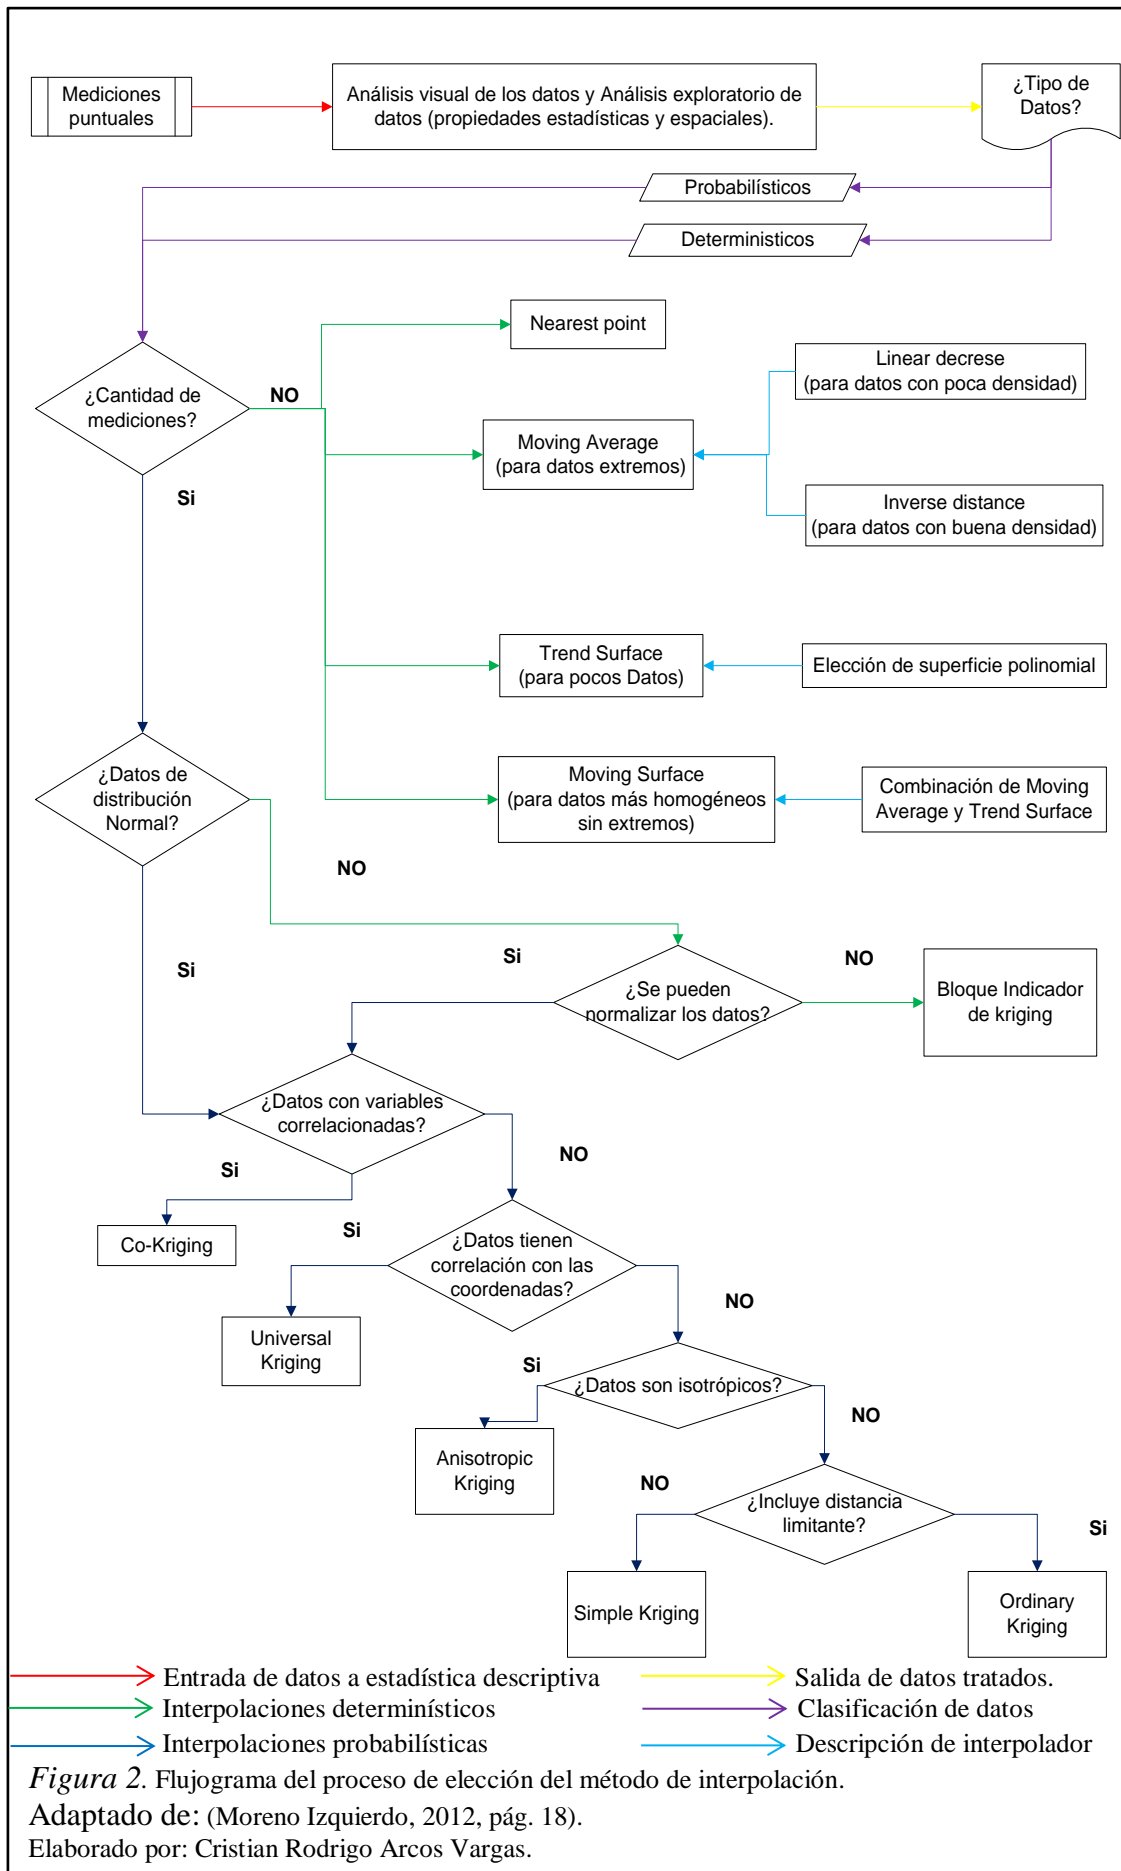 Mediciones
puntuales
Análisis visual de los datos y Análisis exploratorio de
datos (propiedades estadísticas y espaciales).
¿Tipo de
Datos?
Probabilísticos
Deterministicos
¿Cantidad de
mediciones?
NO
Si
Nearest point
Moving Average
(para datos extremos)
Linear decrese
(para datos con poca densidad)
Inverse distance
(para datos con buena densidad)
Trend Surface
(para pocos Datos)
Elección de superficie polinomial
Moving Surface
(para datos más homogéneos
sin extremos)
Combinación de Moving
Average y Trend Surface
¿Datos de
distribución
Normal?
NO
Si
¿Se pueden
normalizar los datos?
Si
NO
Bloque Indicador
de kriging
¿Datos con variables
correlacionadas?
Si
NO
Co-Kriging
¿Datos tienen
correlación con las
coordenadas?
Si
NO
Universal
Kriging
¿Datos son isotrópicos?
Si
NO
Anisotropic
Kriging
¿Incluye distancia
limitante?
NO
Si
Simple Kriging
Ordinary
Kriging
Entrada de datos a estadística descriptiva
Salida de datos tratados.
Interpolaciones determinísticos
Clasificación de datos
Interpolaciones probabilísticas
Descripción de interpolador
Figura 2. Flujograma del proceso de elección del método de interpolación.
Adaptado de: (Moreno Izquierdo, 2012, pág. 18).
Elaborado por: Cristian Rodrigo Arcos Vargas.